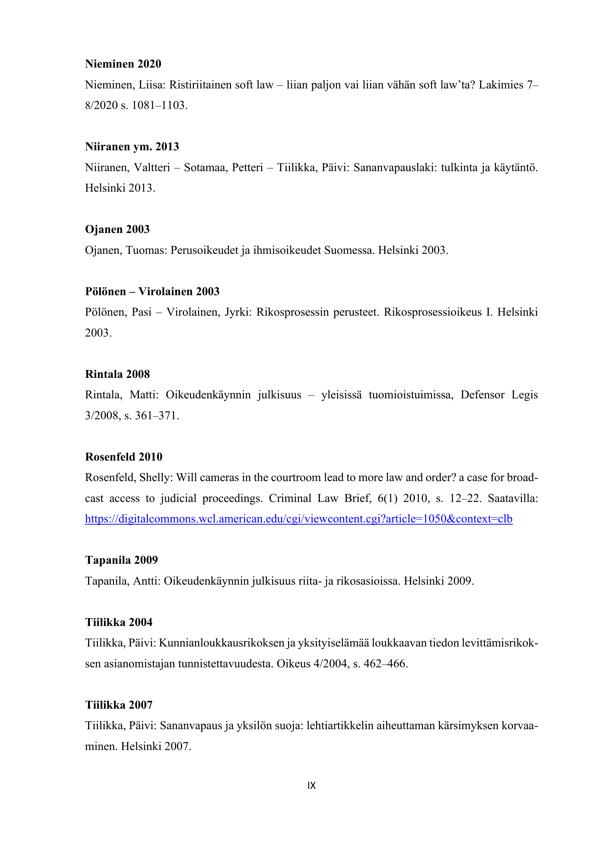 Nieminen 2020
Nieminen, Liisa: Ristiriitainen soft law – liian paljon vai liian vähän soft law’ta? Lakimies 7–
8/2020 s. 1081–1103.
Niiranen ym. 2013
Niiranen, Valtteri – Sotamaa, Petteri – Tiilikka, Päivi: Sananvapauslaki: tulkinta ja käytäntö.
Helsinki 2013.
Ojanen 2003
Ojanen, Tuomas: Perusoikeudet ja ihmisoikeudet Suomessa. Helsinki 2003.
Pölönen – Virolainen 2003
Pölönen, Pasi – Virolainen, Jyrki: Rikosprosessin perusteet. Rikosprosessioikeus I. Helsinki
2003.
Rintala 2008
Rintala, Matti: Oikeudenkäynnin julkisuus – yleisissä tuomioistuimissa, Defensor Legis
3/2008, s. 361–371.
Rosenfeld 2010
Rosenfeld, Shelly: Will cameras in the courtroom lead to more law and order? a case for broad-
cast access to judicial proceedings. Criminal Law Brief, 6(1) 2010, s. 12–22. Saatavilla:
https://digitalcommons.wcl.american.edu/cgi/viewcontent.cgi?article=1050&context=clb
Tapanila 2009
Tapanila, Antti: Oikeudenkäynnin julkisuus riita- ja rikosasioissa. Helsinki 2009.
Tiilikka 2004
Tiilikka, Päivi: Kunnianloukkausrikoksen ja yksityiselämää loukkaavan tiedon levittämisrikok-
sen asianomistajan tunnistettavuudesta. Oikeus 4/2004, s. 462–466.
Tiilikka 2007
Tiilikka, Päivi: Sananvapaus ja yksilön suoja: lehtiartikkelin aiheuttaman kärsimyksen korvaa-
minen. Helsinki 2007.
IX